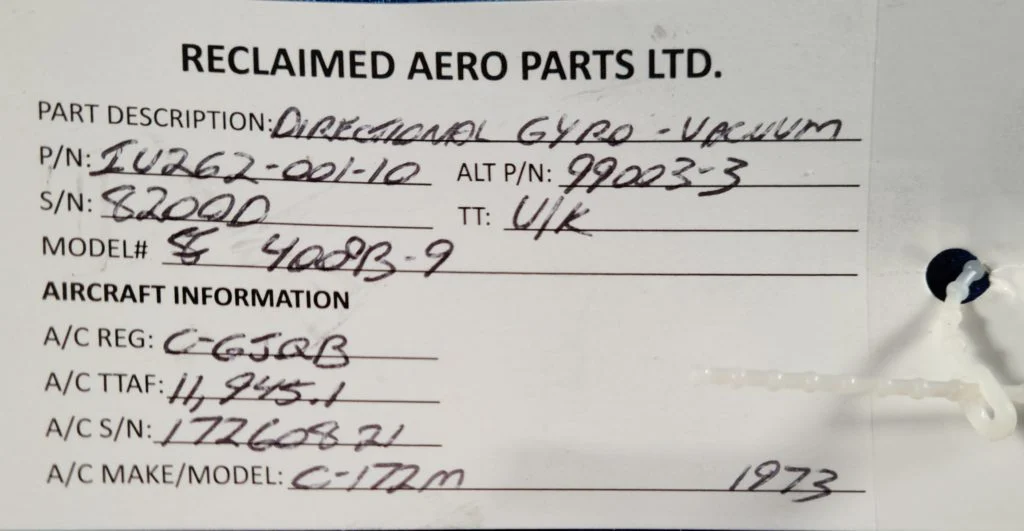 RECLAIMED AERO PARTS LTD.
PART DESCRIPTION: DIRECTIONAL GYRO - VACUUM
P/N: IU262-001-10 ALT P/N: 99003-3
S/N: 8200D TT: U/K
MODEL# 4008B-9
AIRCRAFT INFORMATION
A/C REG: C-GJQB
A/C TTAF: 11,945.1
A/C S/N: 17260821
A/C MAKE/MODEL: C-172M 1973